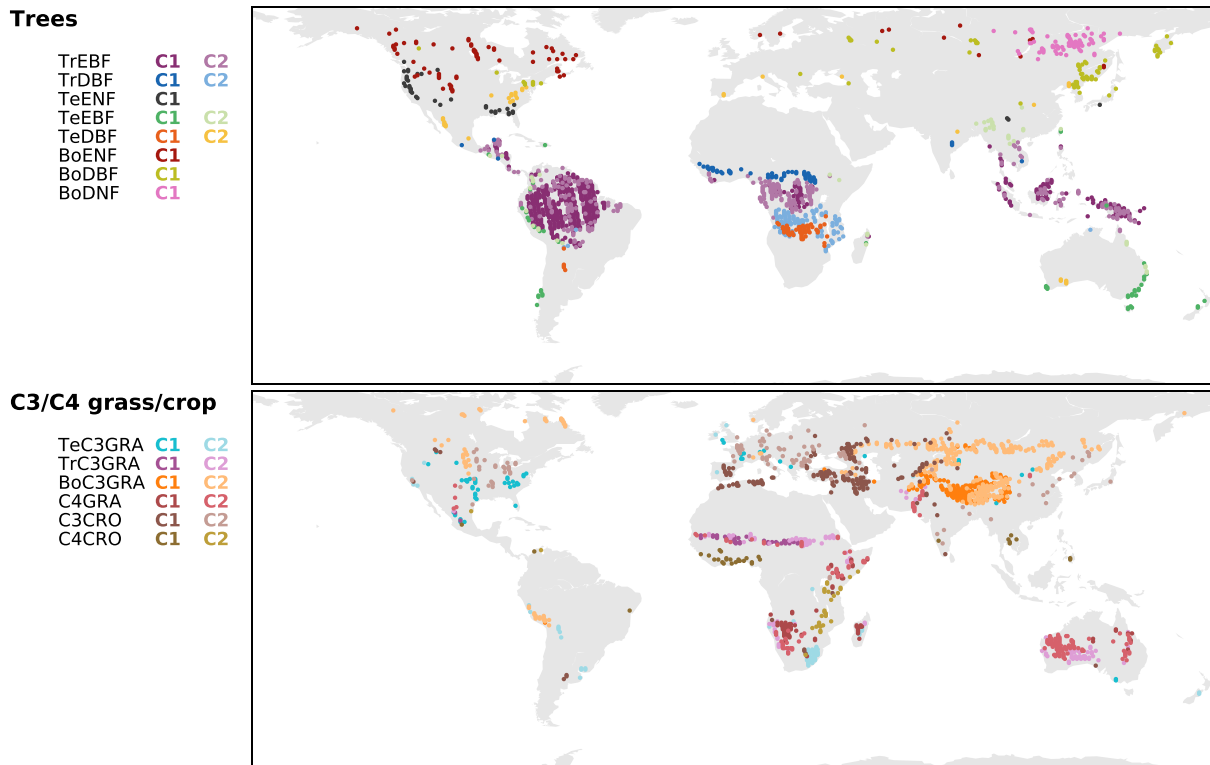 Trees
TrEBF C1 C2
TrDBF C1 C2
TeENF C1
TeEBF C1 C2
TeDBF C1 C2
BoENF C1
BoDBF C1
BoDNF C1
C3/C4 grass/crop
TeC3GRA C1 C2
TrC3GRA C1 C2
BoC3GRA C1 C2
C4GRA C1 C2
C3CRO C1 C2
C4CRO C1 C2